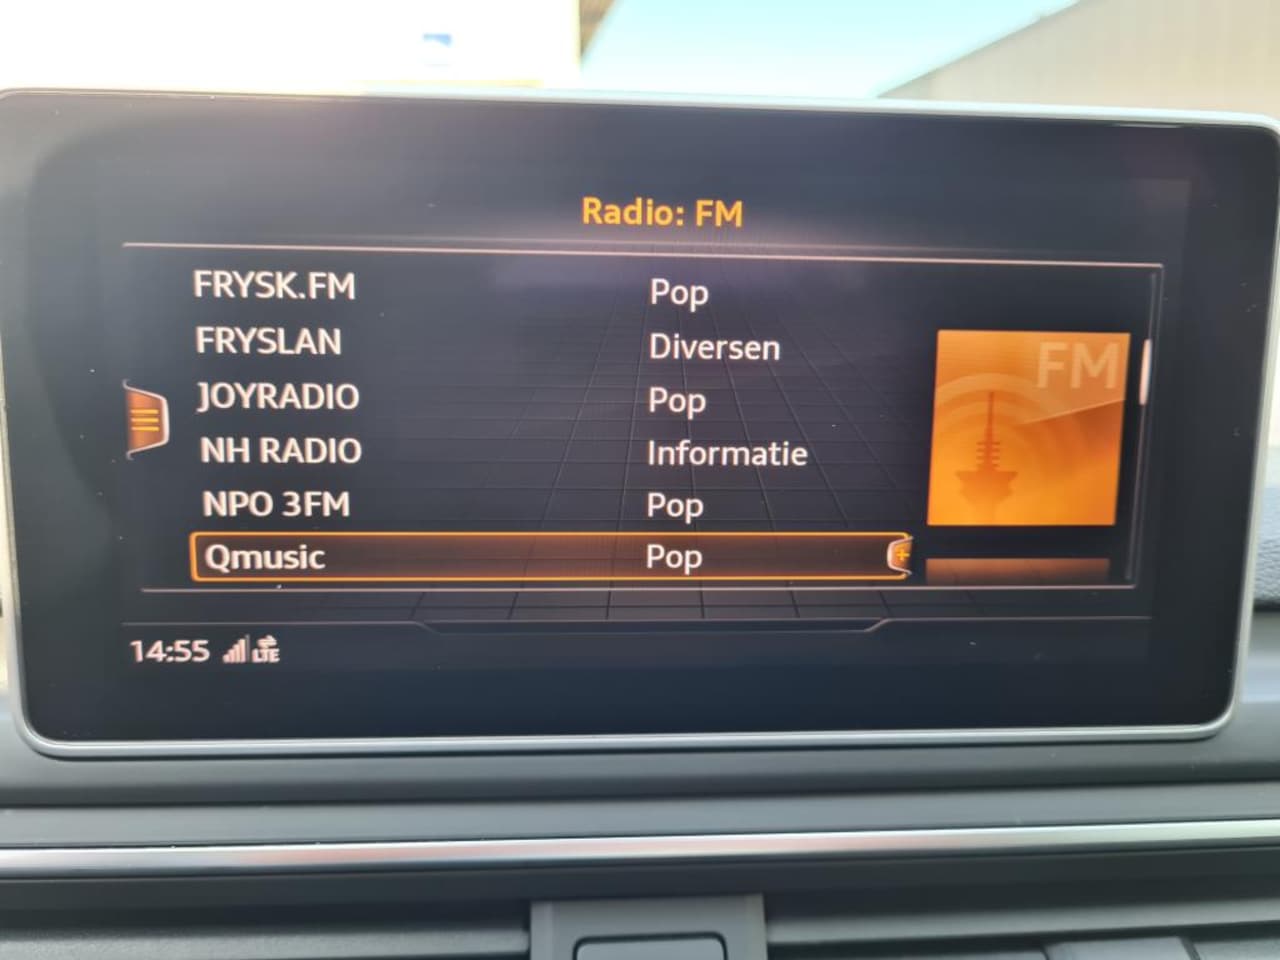 Radio: FM
FRYSK.FM Pop
FRYSLAN Diversen
JOYRADIO Pop
NH RADIO Informatie
NPO 3FM Pop
Qmusic Pop
FM
14:55 LTE